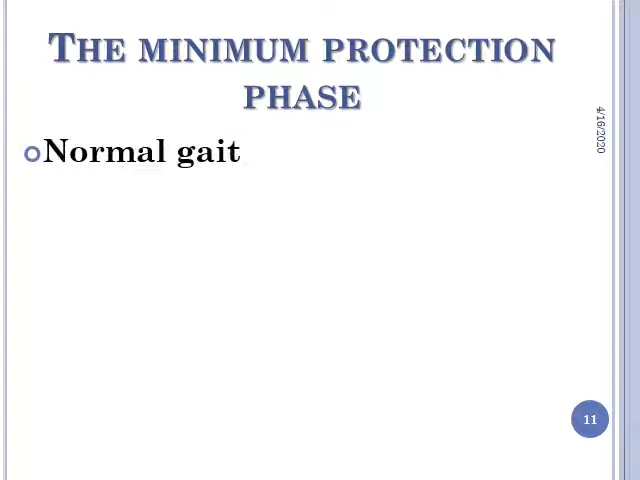 THE MINIMUM PROTECTION
PHASE
Normal gait
4/16/2020
11